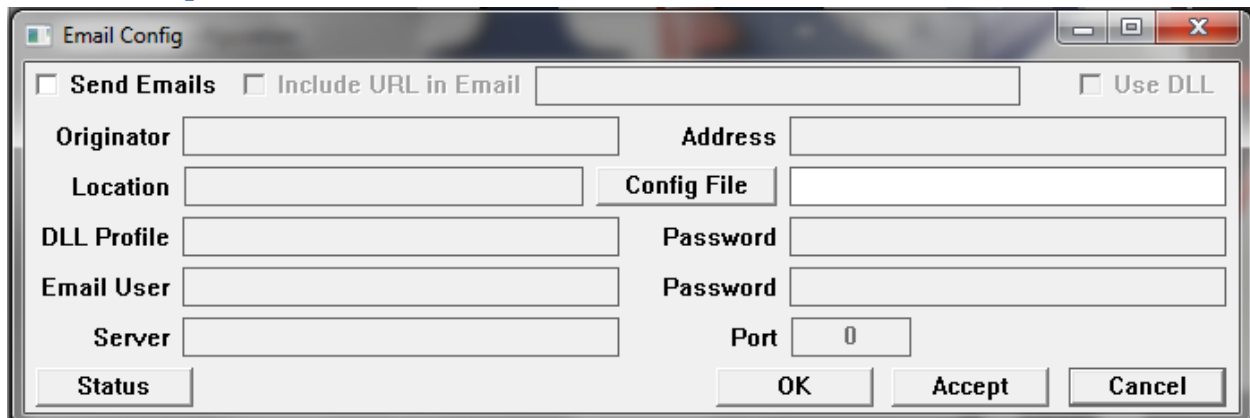 Email Config
Send Emails Include URL in Email Use DLL
Originator Address
Location Config File
DLL Profile Password
Email User Password
Server Port 0
Status OK Accept Cancel